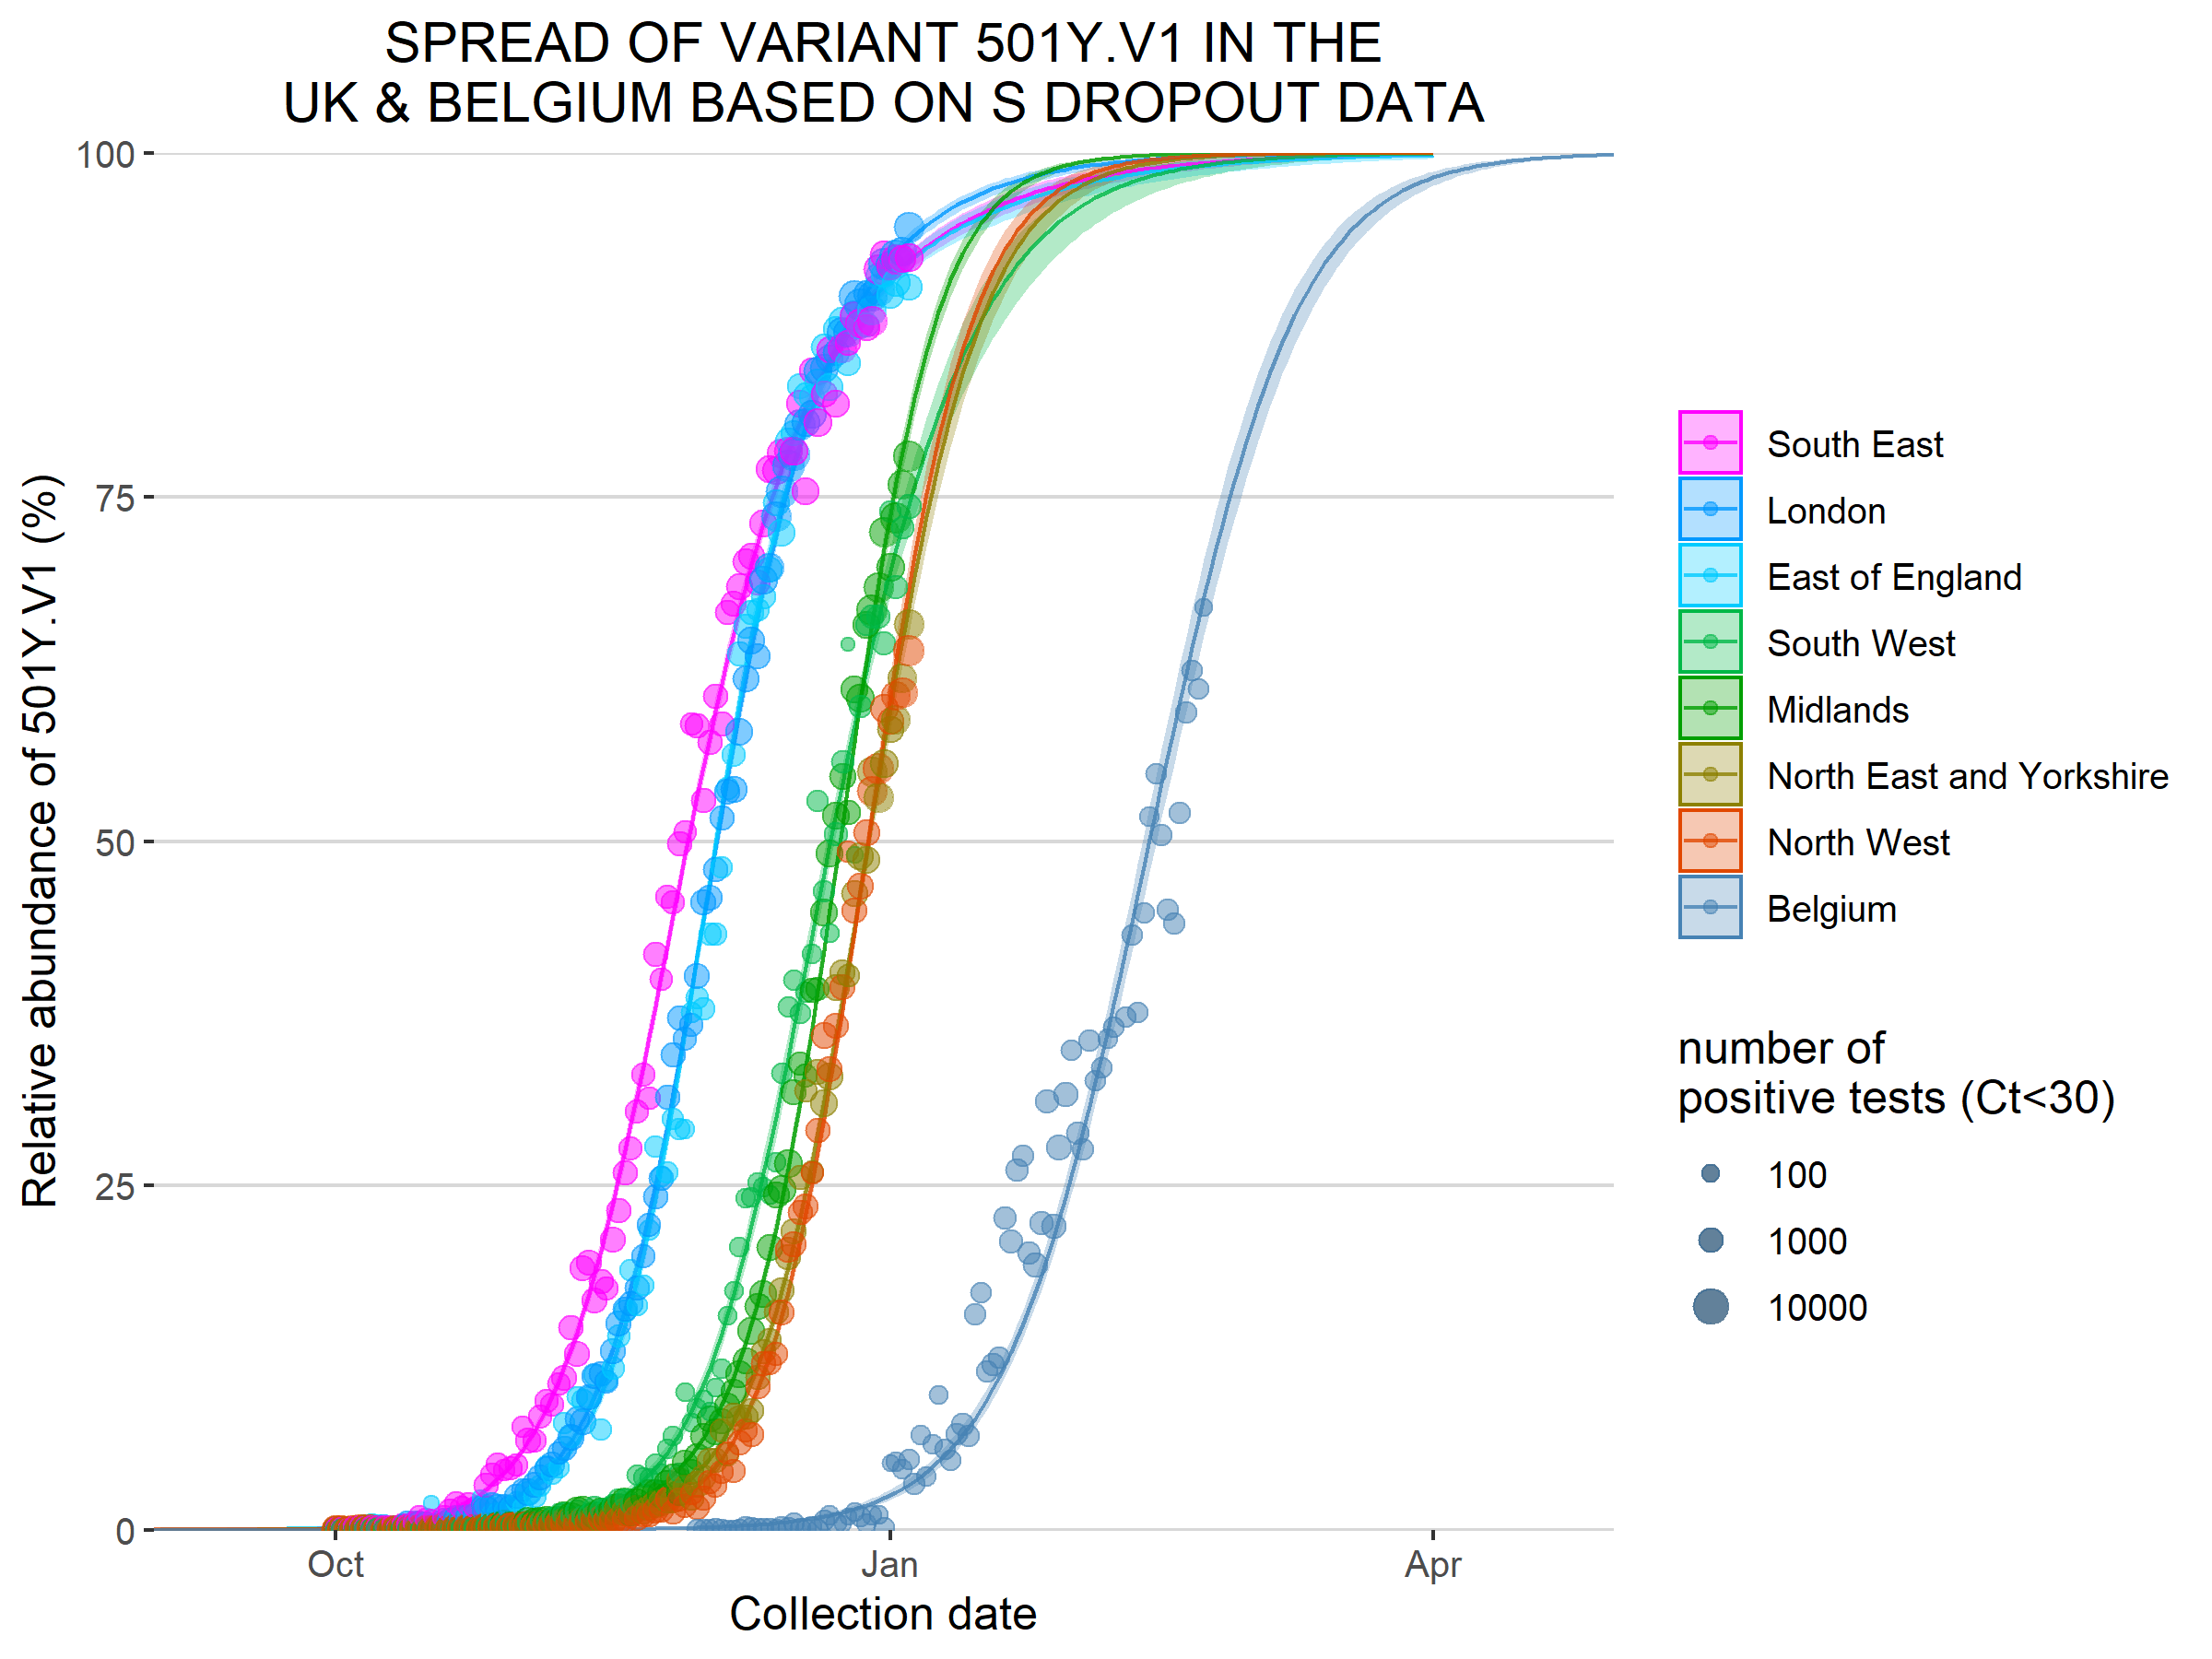 SPREAD OF VARIANT 501Y.V1 IN THE
UK & BELGIUM BASED ON S DROPOUT DATA
Relative abundance of 501Y.V1 (%)
100
75
50
25
0
Oct
Jan
Apr
Collection date
South East
London
East of England
South West
Midlands
North East and Yorkshire
North West
Belgium
number of
positive tests (Ct<30)
100
1000
10000